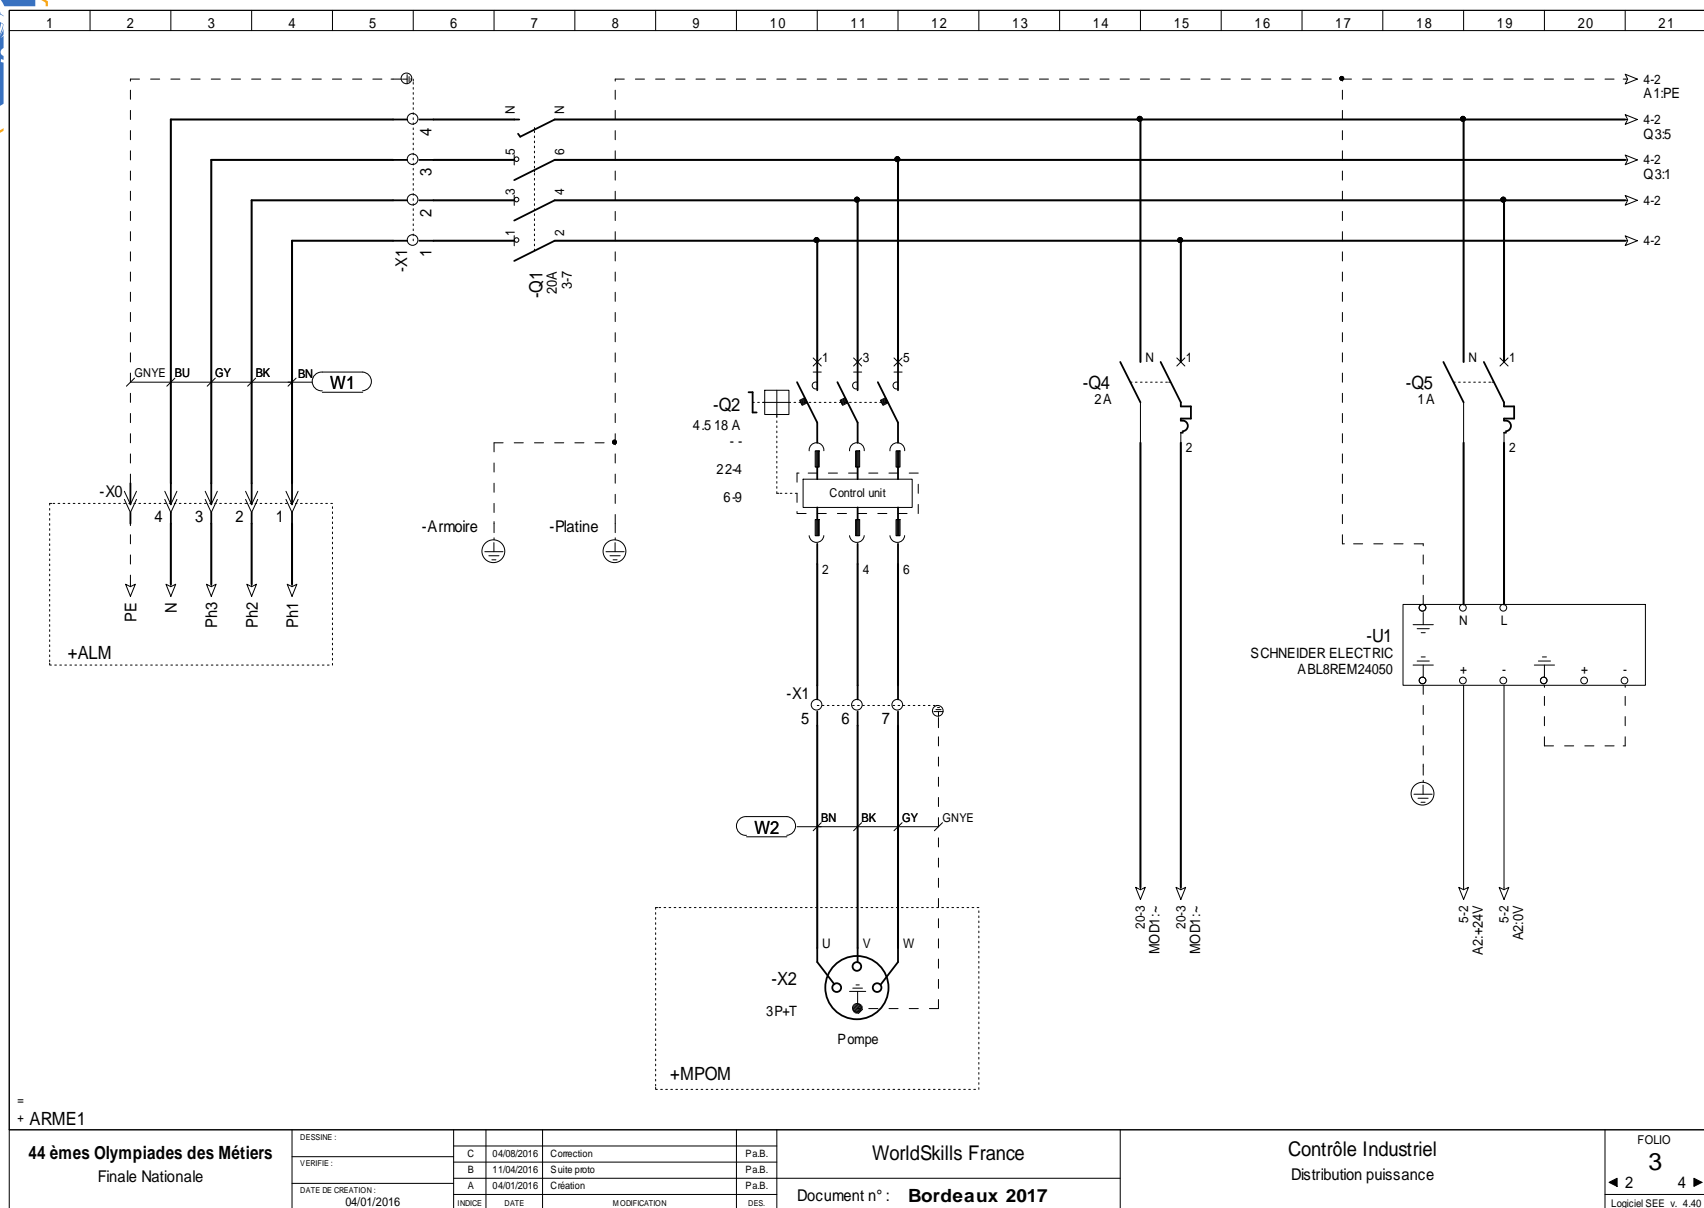 1 2 3 4 5 6 7 8 9 10 11 12 13 14 15 16 17 18 19 20 21
4-2
A1:PE
4-2
Q3:5
4-2
Q3:1
4-2
4-2
N N
4
5 6
3
3 4
2
1 2
1
-X1
-Q1
20A
3-7
GNYE BU GY BK BN W1
-X0
4 3 2 1
PE N Ph3 Ph2 Ph1
+ALM
-Armoire
-Platine
1 3 5
-Q2
4.5 18 A
- -
22-4
6-9
Control unit
2 4 6
-X1
5 6 7
W2 BN BK GY GNYE
U V W
-X2
3P+T
Pompe
+MPOM
N 1
-Q4
2A
2
20-3
MOD1:~
20-3
MOD1:~
N 1
-Q5
1A
2
N L
-U1
SCHNEIDER ELECTRIC
ABL8REM24050
+ - + -
5-2
A2:+24V
5-2
A2:0V
=
+ ARME1
44 èmes Olympiades des Métiers
Finale Nationale
DESSINE :
VERIFIE :
DATE DE CREATION :
04/01/2016
C 04/08/2016 Correction Pa.B.
B 11/04/2016 Suite proto Pa.B.
A 04/01/2016 Création Pa.B.
INDICE DATE MODIFICATION DES.
WorldSkills France
Document n° : Bordeaux 2017
Contrôle Industriel
Distribution puissance
FOLIO
3
◄ 2 4 ►
Logiciel SEE v. 4.40